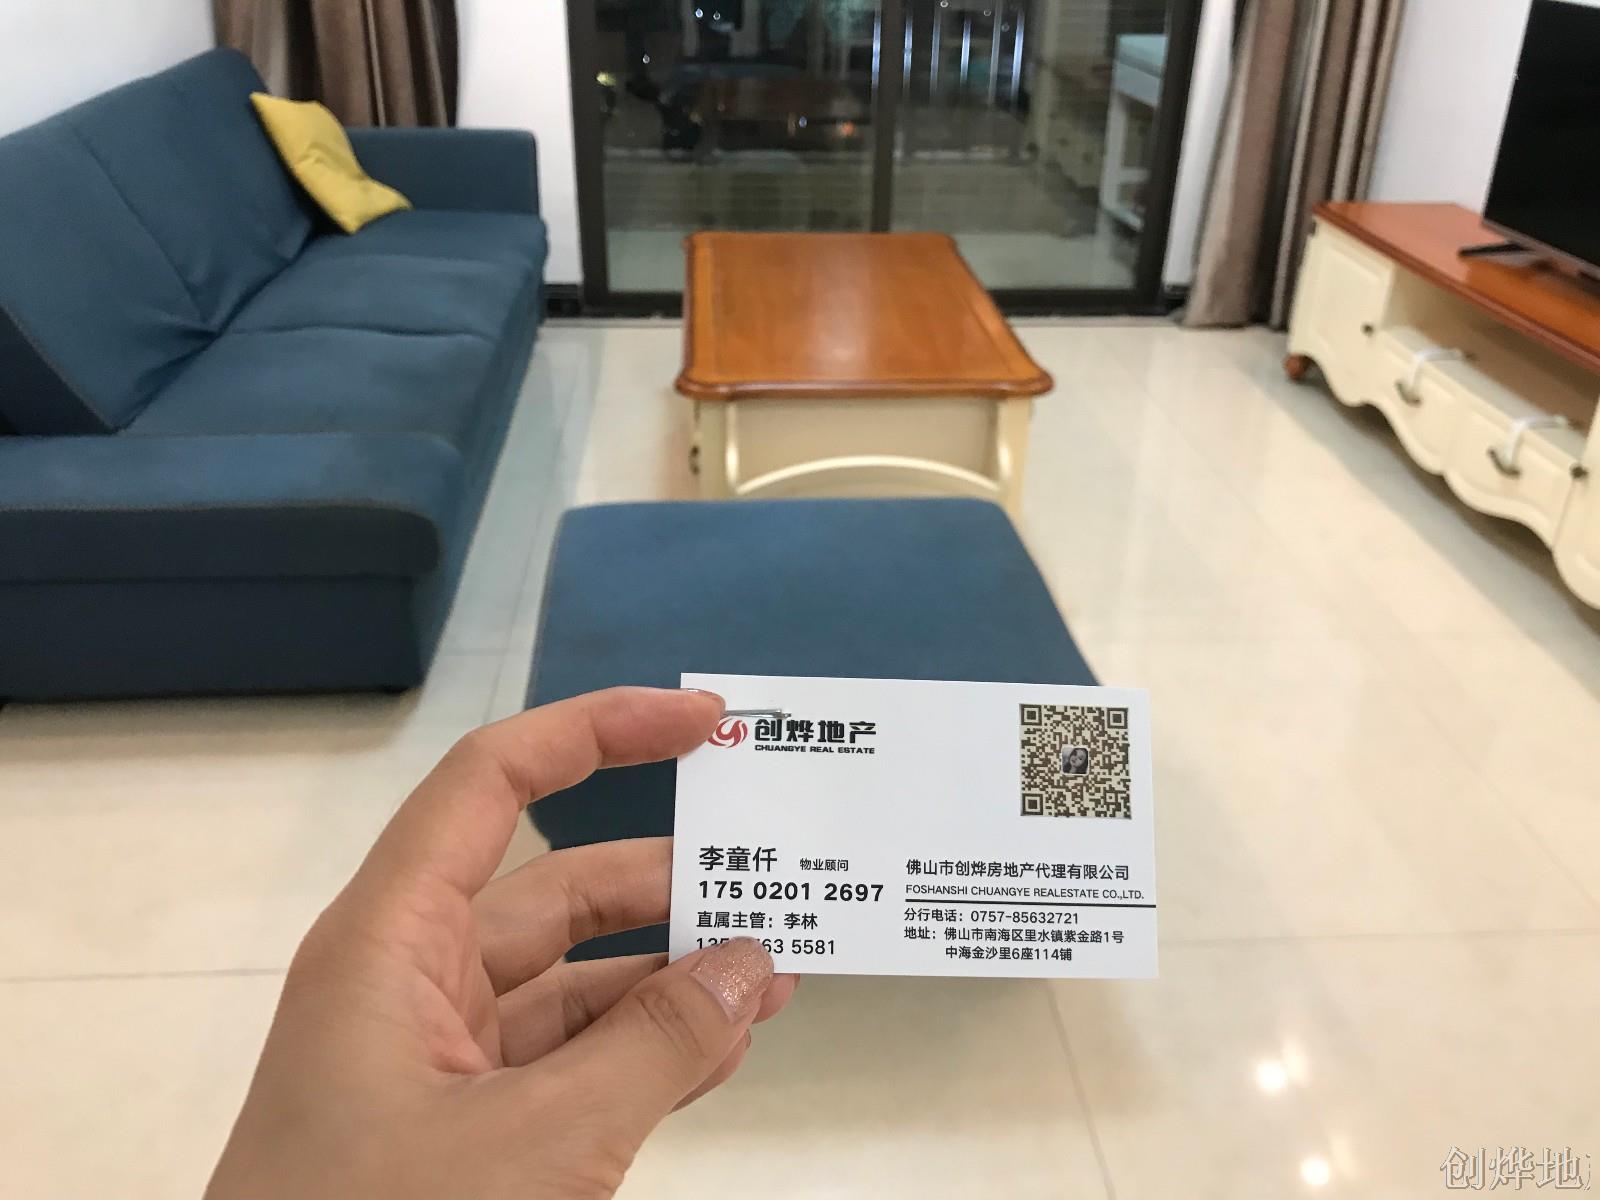 创烨地产
CHUANGYE REAL ESTATE
李童仟 物业顾问
175 0201 2697
直属主管：李林
63 5581
佛山市创烨房地产代理有限公司
FOSHANSHI CHUANGYE REALESTATE CO.,LTD.
分行电话：0757-85632721
地址：佛山市南海区里水镇紫金路1号
中海金沙里6座114铺
创烨地